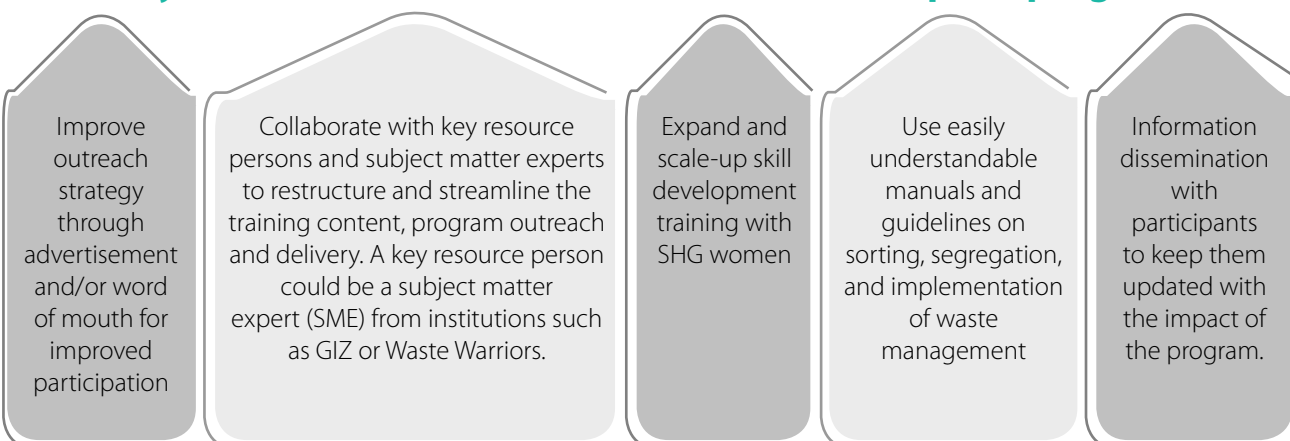 Improve
outreach
strategy
through
advertisement
and/or word
of mouth for
improved
participation
Collaborate with key resource
persons and subject matter experts
to restructure and streamline the
training content, program outreach
and delivery. A key resource person
could be a subject matter
expert (SME) from institutions such
as GIZ or Waste Warriors.
Expand and
scale-up skill
development
training with
SHG women
Use easily
understandable
manuals and
guidelines on
sorting, segregation,
and implementation
of waste
management
Information
dissemination
with
participants
to keep them
updated with
the impact of
the program.